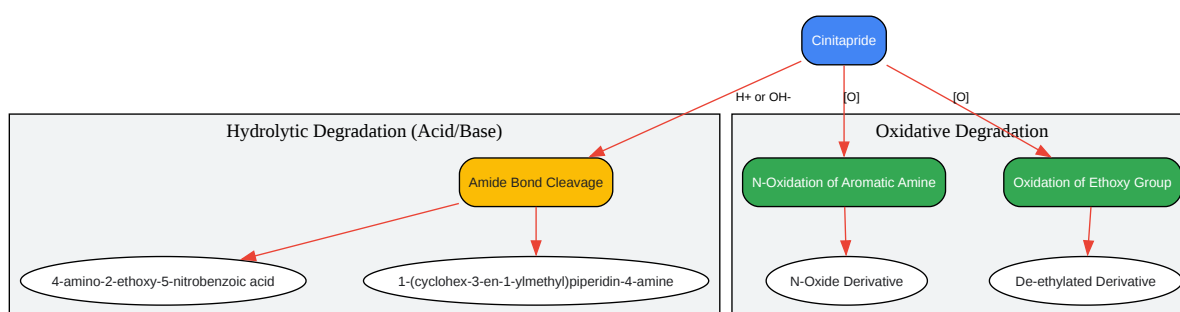 Cinitapride
H+ or OH-
[O]
[O]
Hydrolytic Degradation (Acid/Base)
Oxidative Degradation
Amide Bond Cleavage
N-Oxidation of Aromatic Amine
Oxidation of Ethoxy Group
4-amino-2-ethoxy-5-nitrobenzoic acid
1-(cyclohex-3-en-1-ylmethyl)piperidin-4-amine
N-Oxide Derivative
De-ethylated Derivative